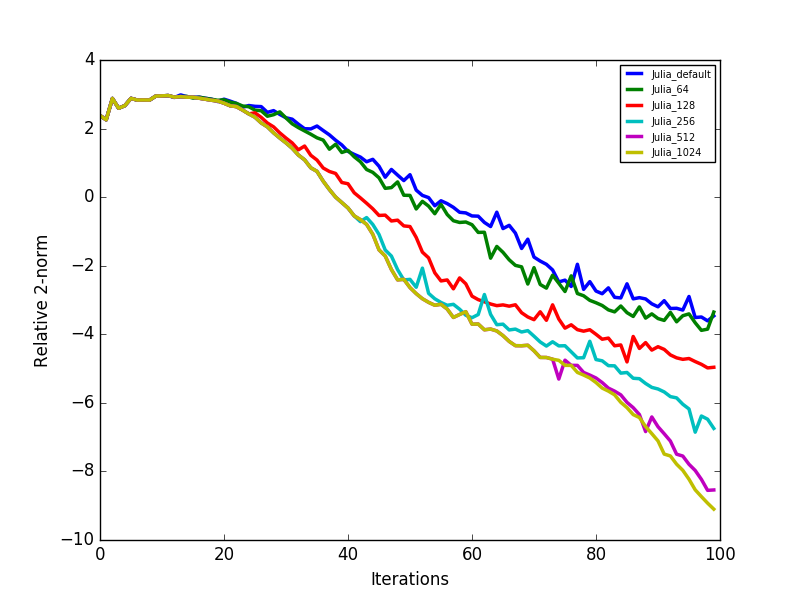 4
2
0
−2
−4
−6
−8
−10
0 20 40 60 80 100
Iterations
Relative 2-norm
Julia_default
Julia_64
Julia_128
Julia_256
Julia_512
Julia_1024